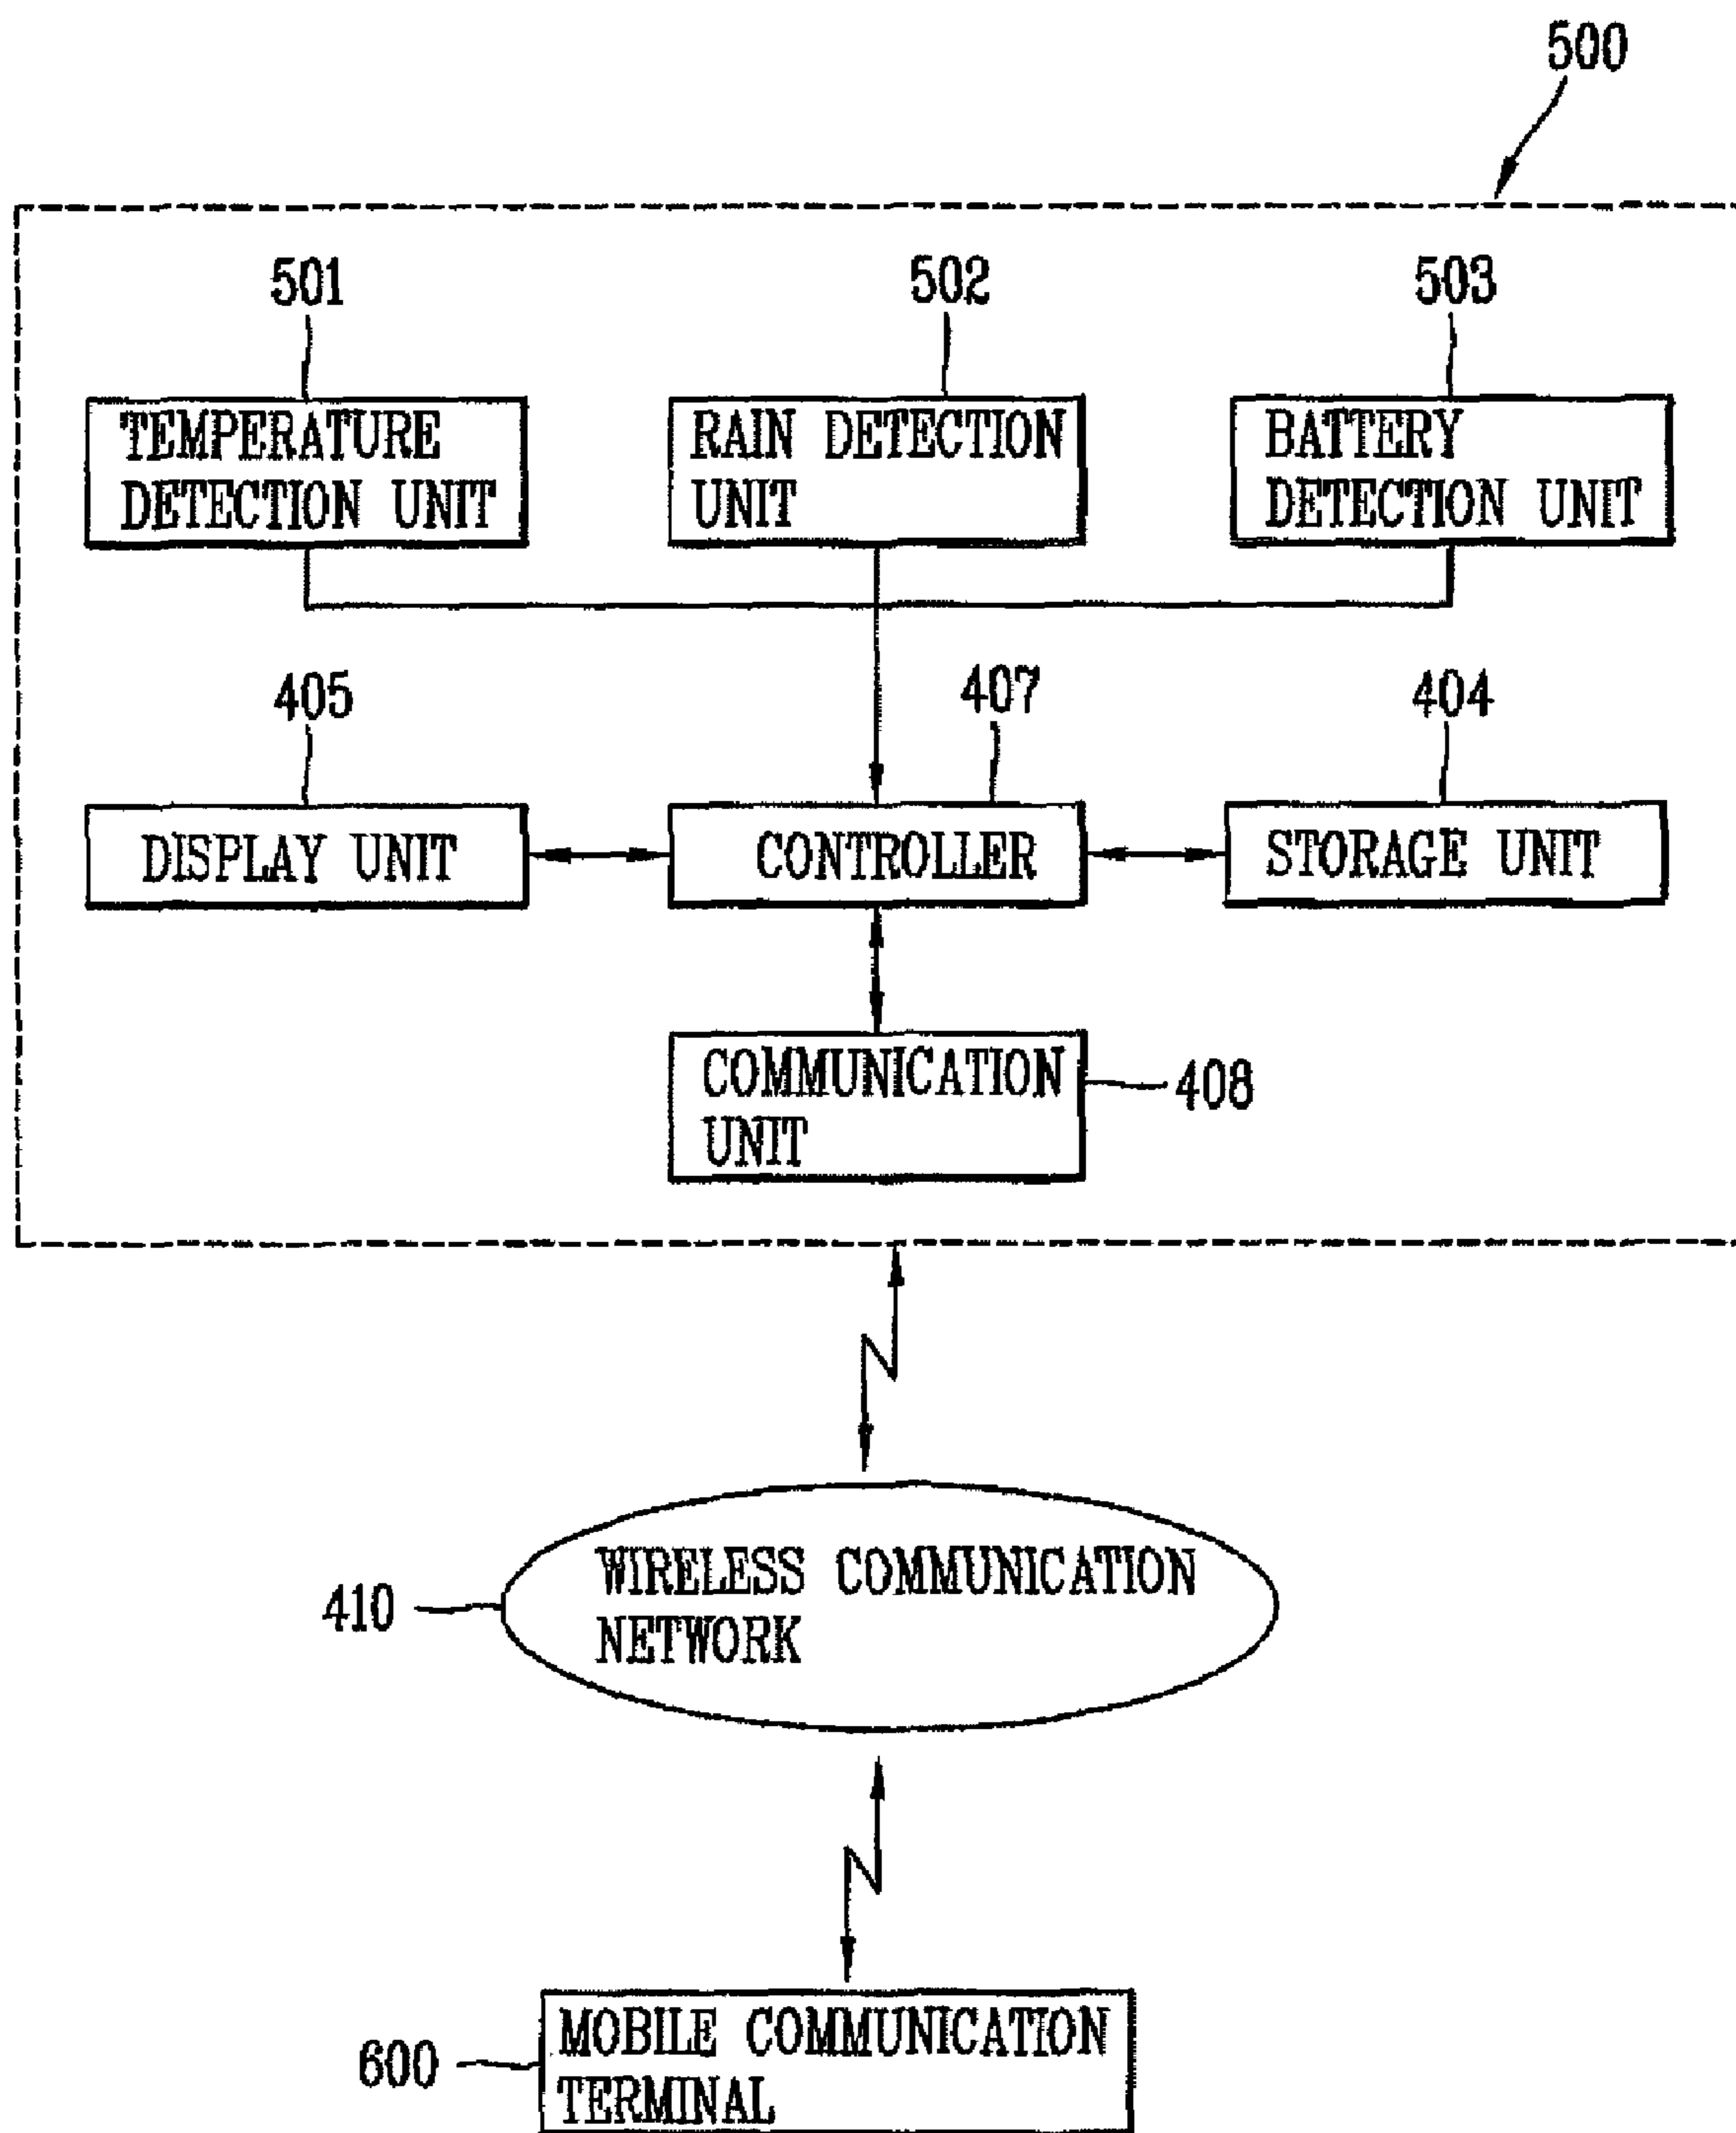 500
501
502
503
TEMPERATURE
DETECTION UNIT
RAIN DETECTION
UNIT
BATTERY
DETECTION UNIT
405
407
404
DISPLAY UNIT
CONTROLLER
STORAGE UNIT
COMMUNICATION
UNIT
408
WIRELESS COMMUNICATION
NETWORK
410
MOBILE COMMUNICATION
TERMINAL
600